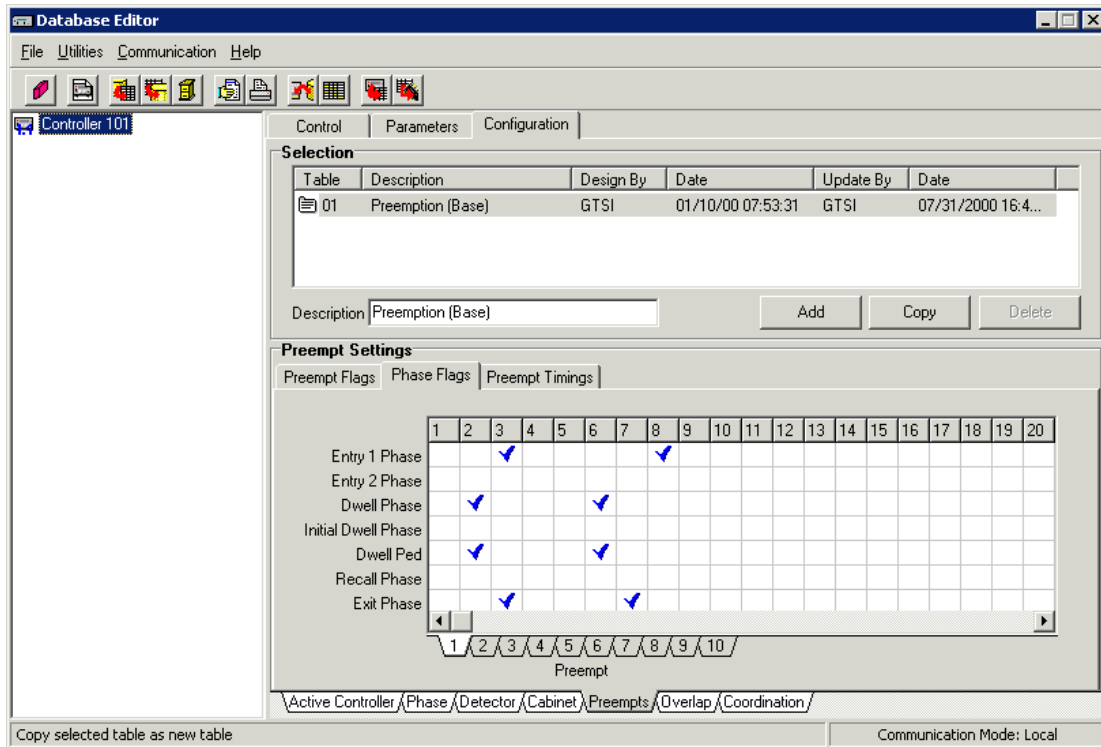 Database Editor
File Utilities Communication Help
Controller 101
Control Parameters Configuration
Selection
Table Description Design By Date Update By Date
01 Preemption (Base) GTSI 01/10/00 07:53:31 GTSI 07/31/2000 16:4...
Description Preemption (Base) Add Copy Delete
Preempt Settings
Preempt Flags Phase Flags Preempt Timings
1 2 3 4 5 6 7 8 9 10 11 12 13 14 15 16 17 18 19 20
Entry 1 Phase
Entry 2 Phase
Dwell Phase
Initial Dwell Phase
Dwell Ped
Recall Phase
Exit Phase
1 2 3 4 5 6 7 8 9 10
Preempt
Active Controller Phase Detector Cabinet Preempts Overlap Coordination
Copy selected table as new table Communication Mode: Local